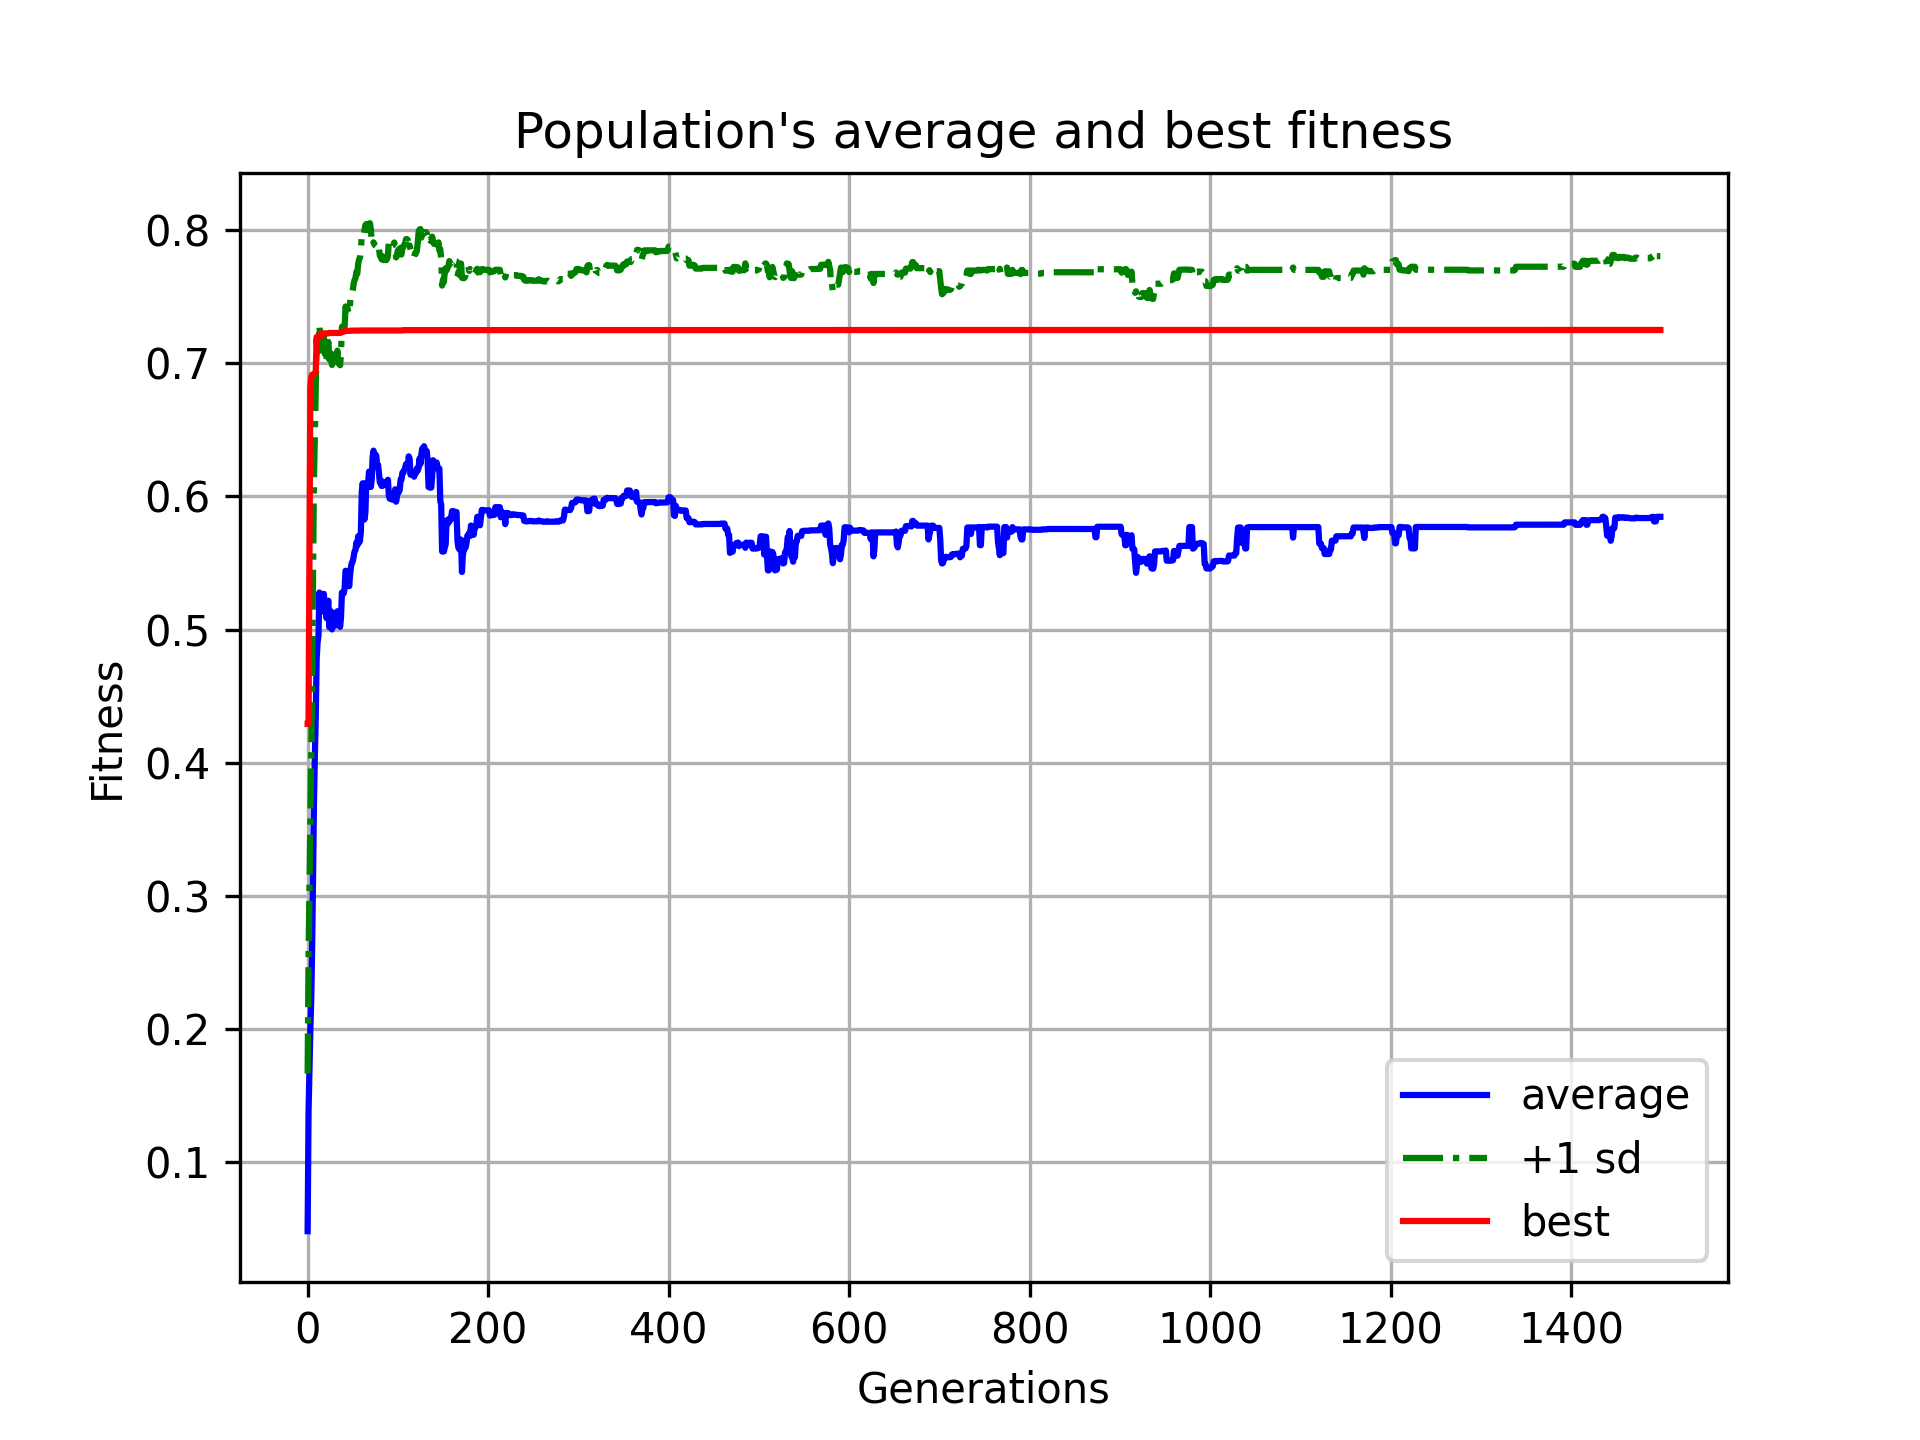 Population's average and best fitness
Fitness
0.8
0.7
0.6
0.5
0.4
0.3
0.2
0.1
0 200 400 600 800 1000 1200 1400
Generations
average
+1 sd
best